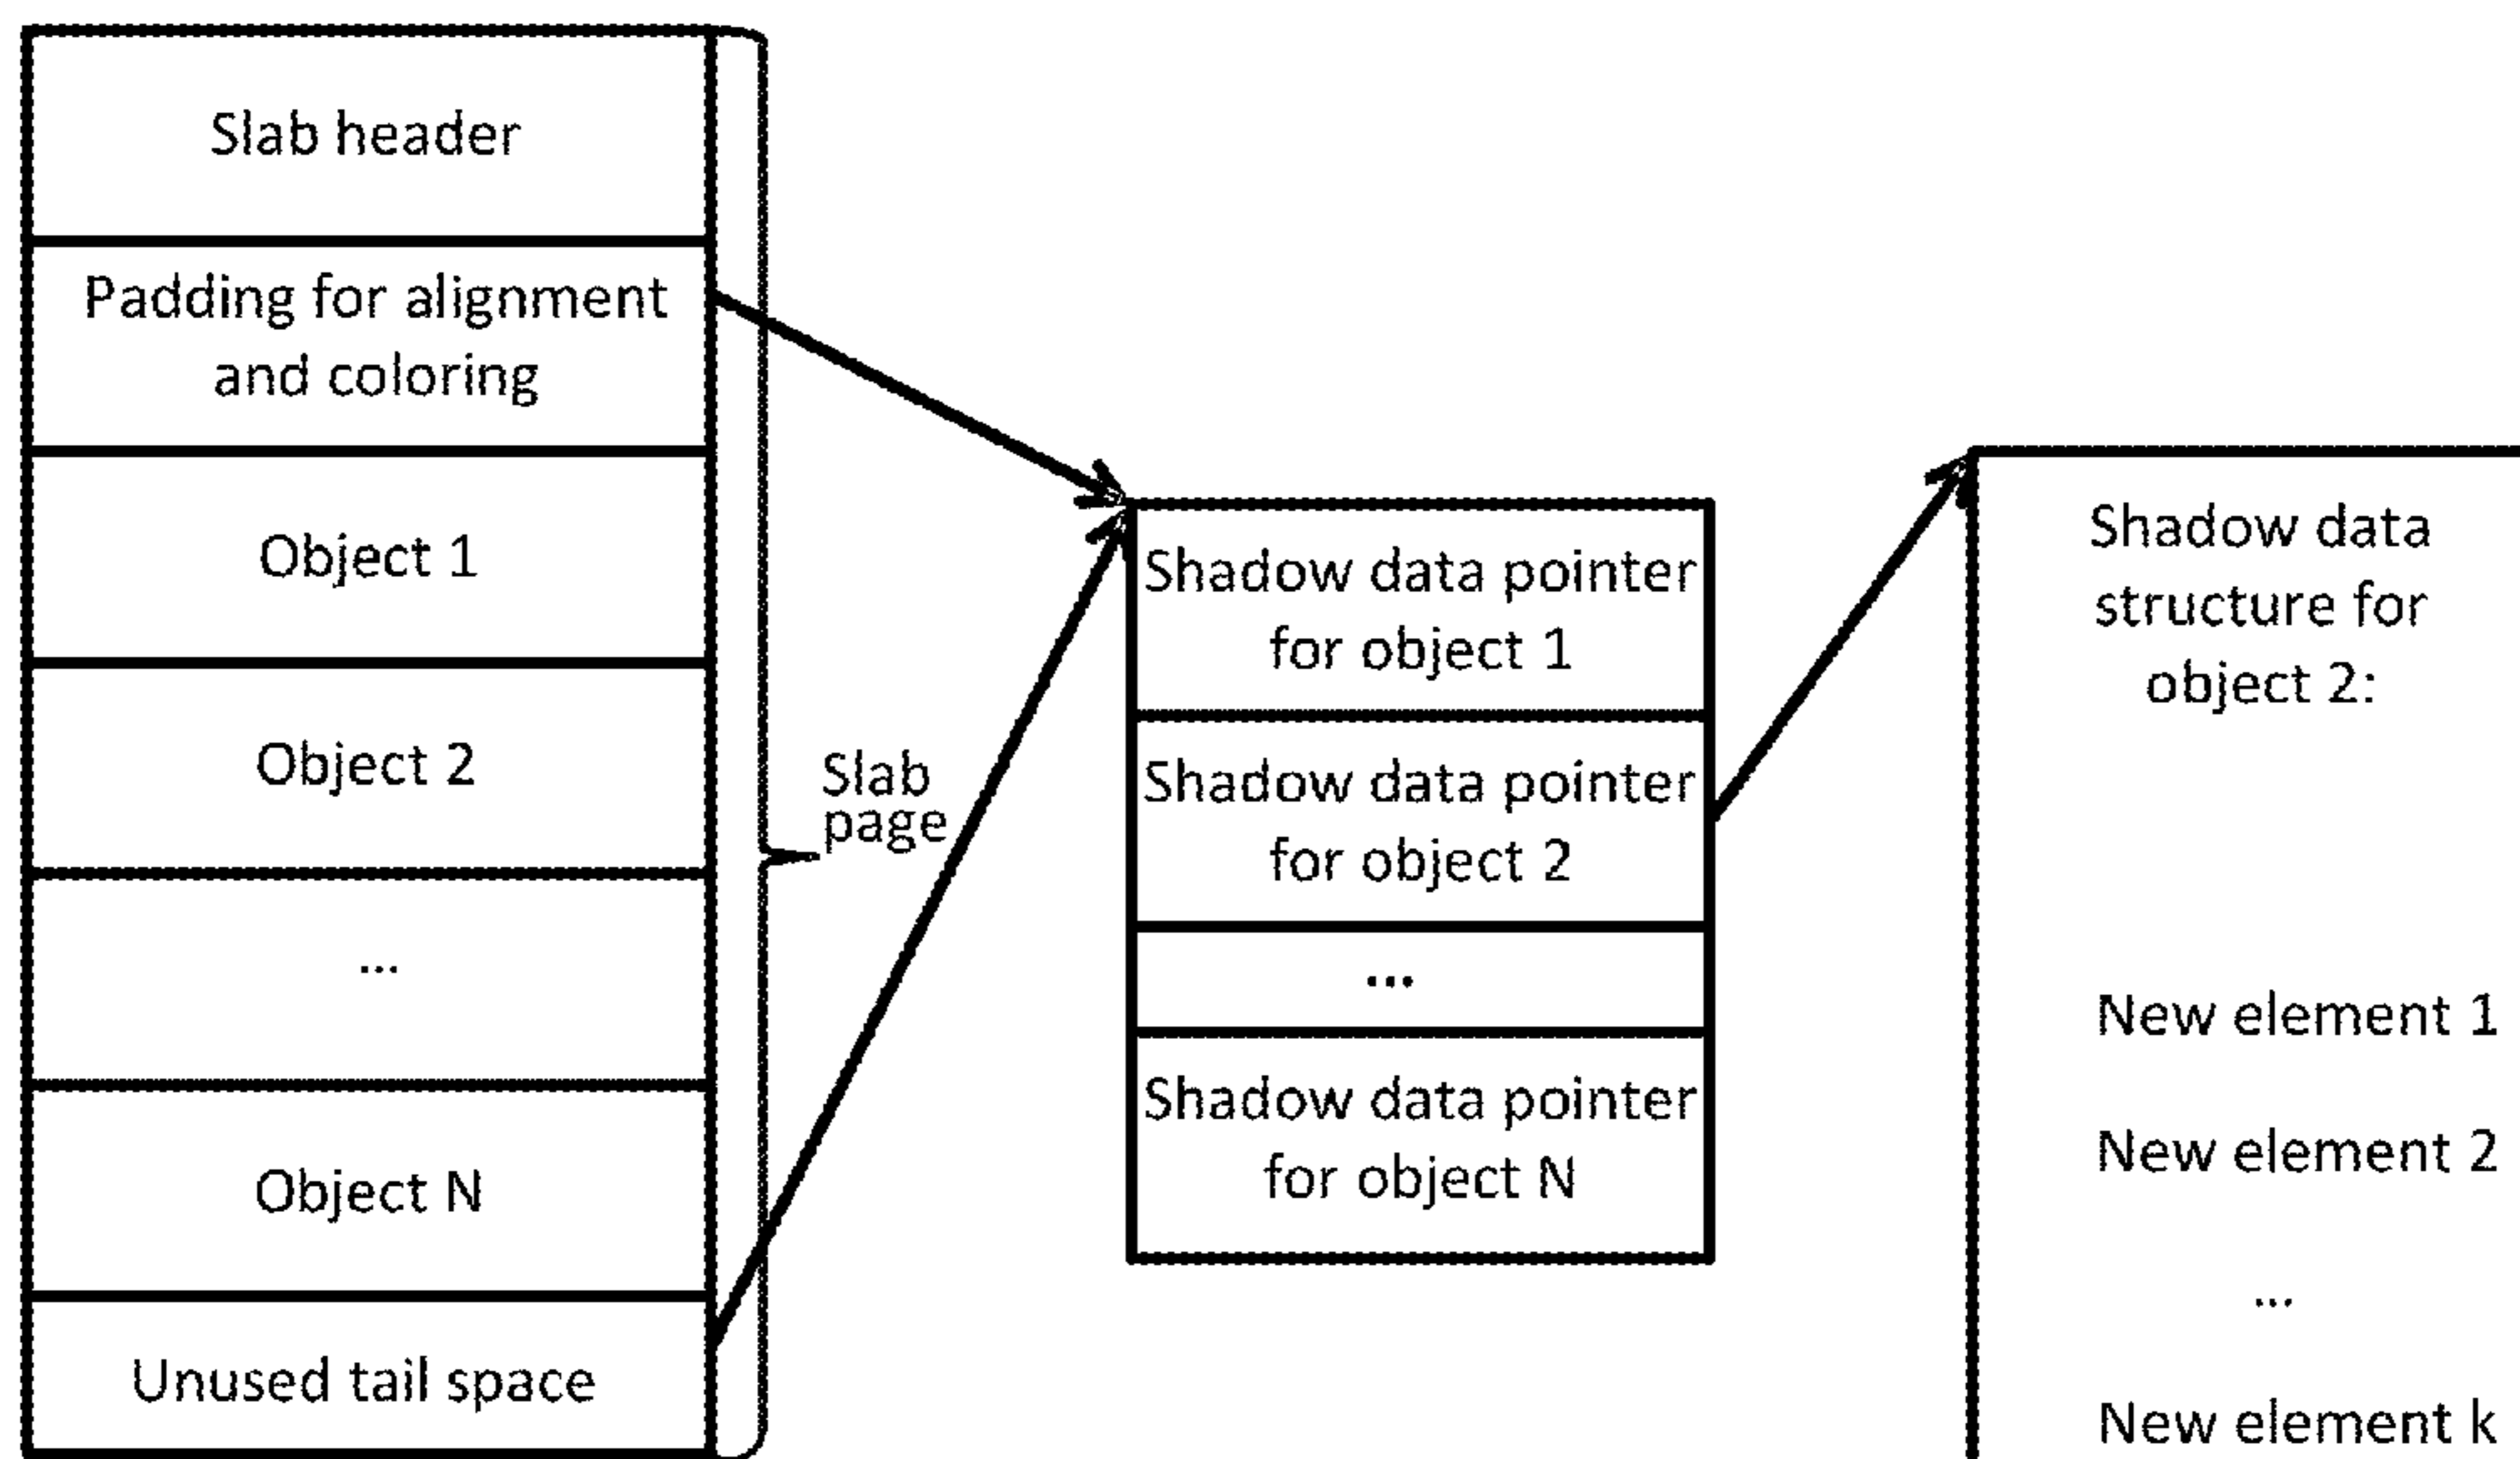 Slab header
Padding for alignment
and coloring
Object 1
Object 2
...
Object N
Unused tail space
Slab
page
Shadow data pointer
for object 1
Shadow data pointer
for object 2
...
Shadow data pointer
for object N
Shadow data
structure for
object 2:
New element 1
New element 2
...
New element k